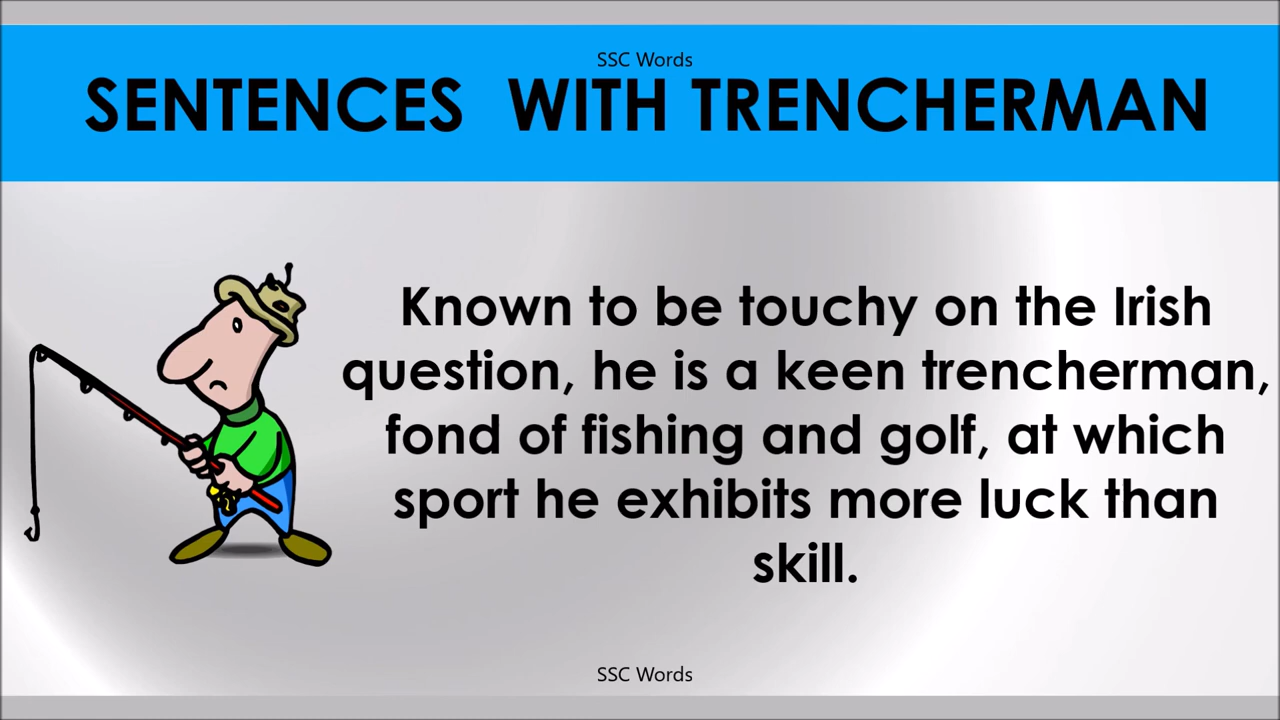 SSC Words
SENTENCES WITH TRENCHERMAN
Known to be touchy on the Irish
question, he is a keen trencherman,
fond of fishing and golf, at which
sport he exhibits more luck than
skill.
SSC Words